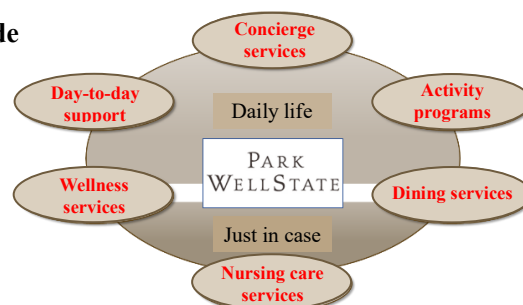 de
Concierge
services
Day-to-day
support
Activity
programs
Daily life
PARK
WELLSTATE
Wellness
services
Dining services
Just in case
Nursing care
services